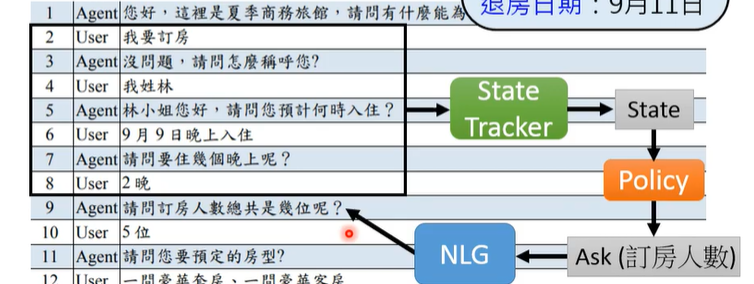 退房日期：9月11日
1 Agent 您好，這裡是夏季商務旅館，請問有什麼能為
2 User 我要訂房
3 Agent 沒問題，請問怎麼稱呼您?
4 User 我姓林
5 Agent 林小姐您好，請問您預計何時入住？
6 User 9月9日晚上入住
7 Agent 請問要住幾個晚上呢？
8 User 2晚
9 Agent 請問訂房人數總共是幾位呢？
10 User 5位
11 Agent 請問您要預定的房型?
12 User 一間豪華套房、一間豪華客房
State
Tracker
State
Policy
Ask (訂房人數)
NLG